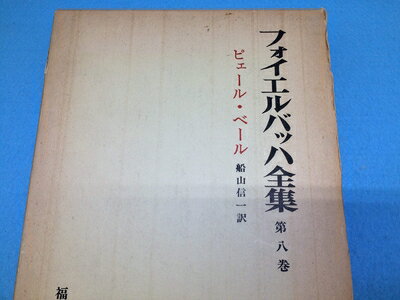 フォイエルバッハ全集 第八巻
ピエール・ベール 船山信一訳
福